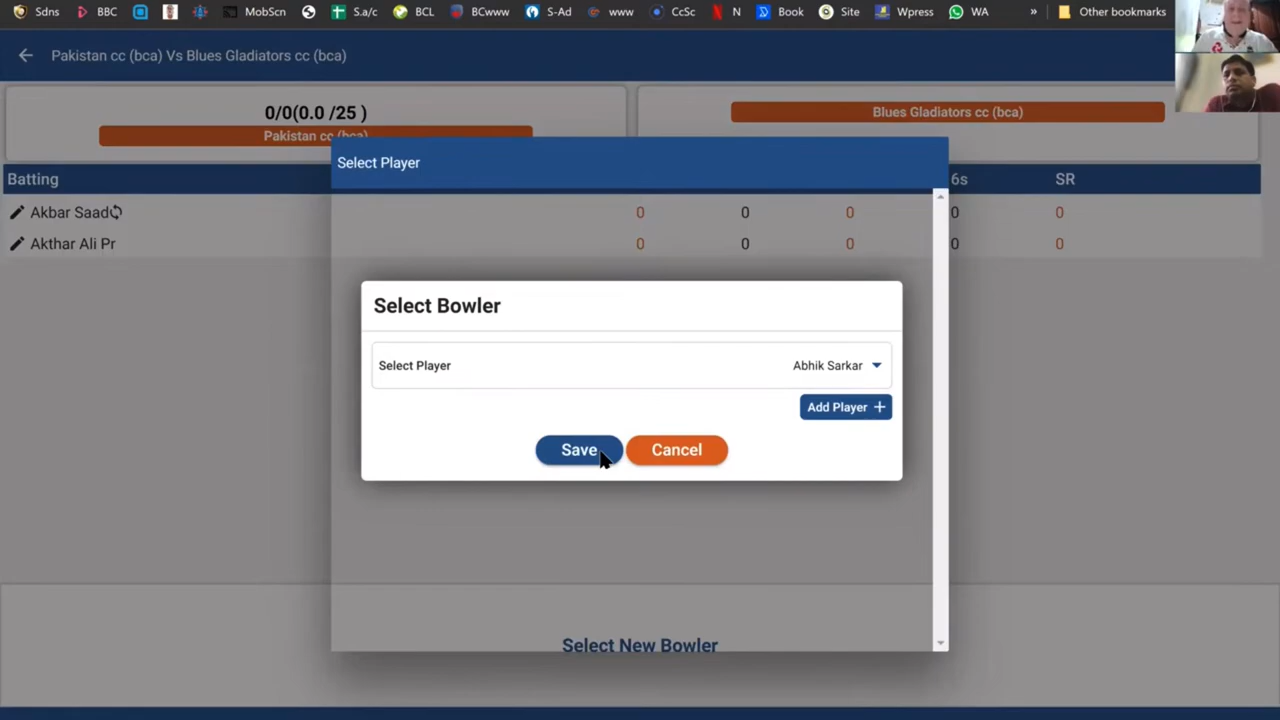 Sdns BBC MobScn S.a/c BCL BCwww S-Ad www CcSc N Book Site Wpress WA » Other bookmarks
Pakistan cc (bca) Vs Blues Gladiators cc (bca)
0/0(0.0 /25 )
Pakistan cc (bca)
Blues Gladiators cc (bca)
Select Player
Batting 6s SR
Akbar Saad 0 0 0 0 0
Akthar Ali Pr 0 0 0 0 0
Select Bowler
Select Player Abhik Sarkar
Add Player +
Save Cancel
Select New Bowler